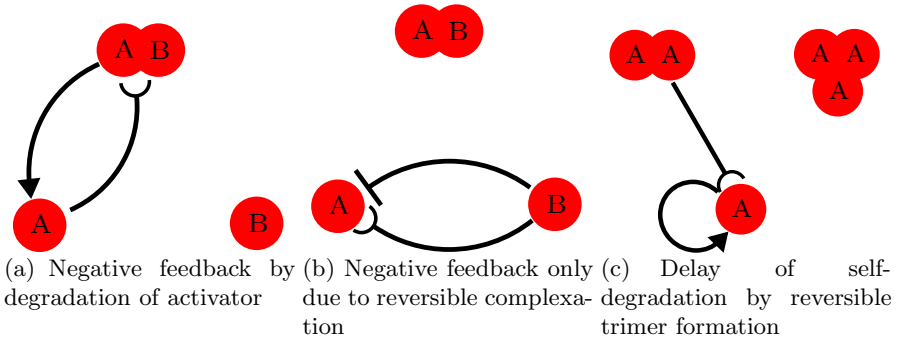 A B
A
B
A B
A
B
A A
A A
A
A
(a) Negative feedback by
degradation of activator
(b) Negative feedback only
due to reversible complexa-
tion
(c) Delay of self-
degradation by reversible
trimer formation